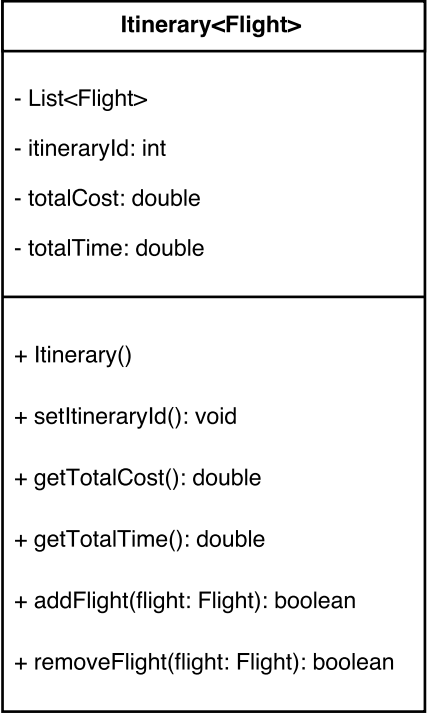 Itinerary<Flight>
- List<Flight>
- itineraryId: int
- totalCost: double
- totalTime: double
+ Itinerary()
+ setItineraryId(): void
+ getTotalCost(): double
+ getTotalTime(): double
+ addFlight(flight: Flight): boolean
+ removeFlight(flight: Flight): boolean